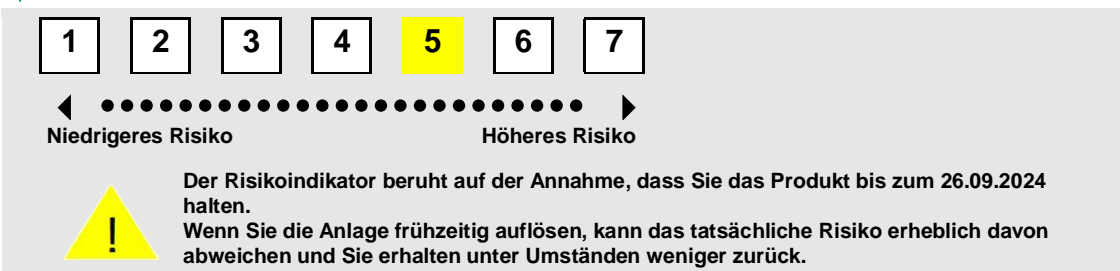 1 2 3 4 5 6 7
Niedrigeres Risiko Höheres Risiko
Der Risikoindikator beruht auf der Annahme, dass Sie das Produkt bis zum 26.09.2024
halten.
! Wenn Sie die Anlage frühzeitig auflösen, kann das tatsächliche Risiko erheblich davon
abweichen und Sie erhalten unter Umständen weniger zurück.